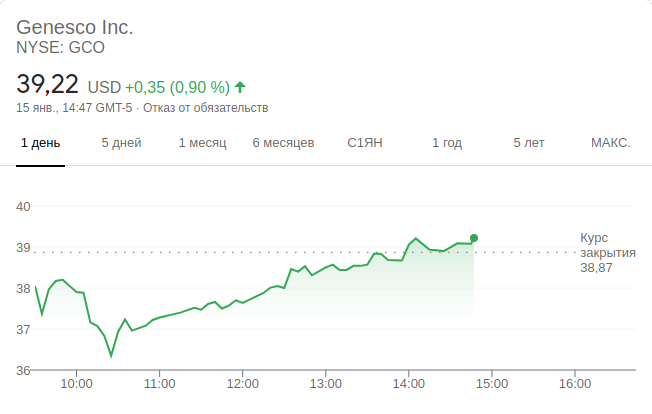 Genesco Inc.
NYSE: GCO
39,22 USD +0,35 (0,90 %)
15 янв., 14:47 GMT-5 · Отказ от обязательств
1 день 5 дней 1 месяц 6 месяцев С1ЯН 1 год 5 лет МАКС.
40
39
38
37
36
Курс
закрытия
38,87
10:00 11:00 12:00 13:00 14:00 15:00 16:00